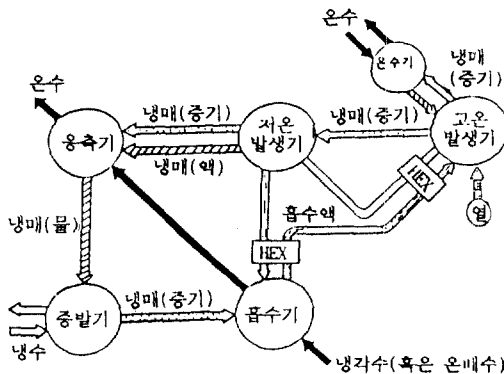 온수
온수
온수기
냉매
(증기)
냉매(증기)
저온
발생기
냉매(증기)
고온
발생기
응축기
냉매(액)
HEX
흡수액
열
냉매(물)
HEX
증발기
냉매(증기)
흡수기
냉수
냉각수(혹은 온배수)